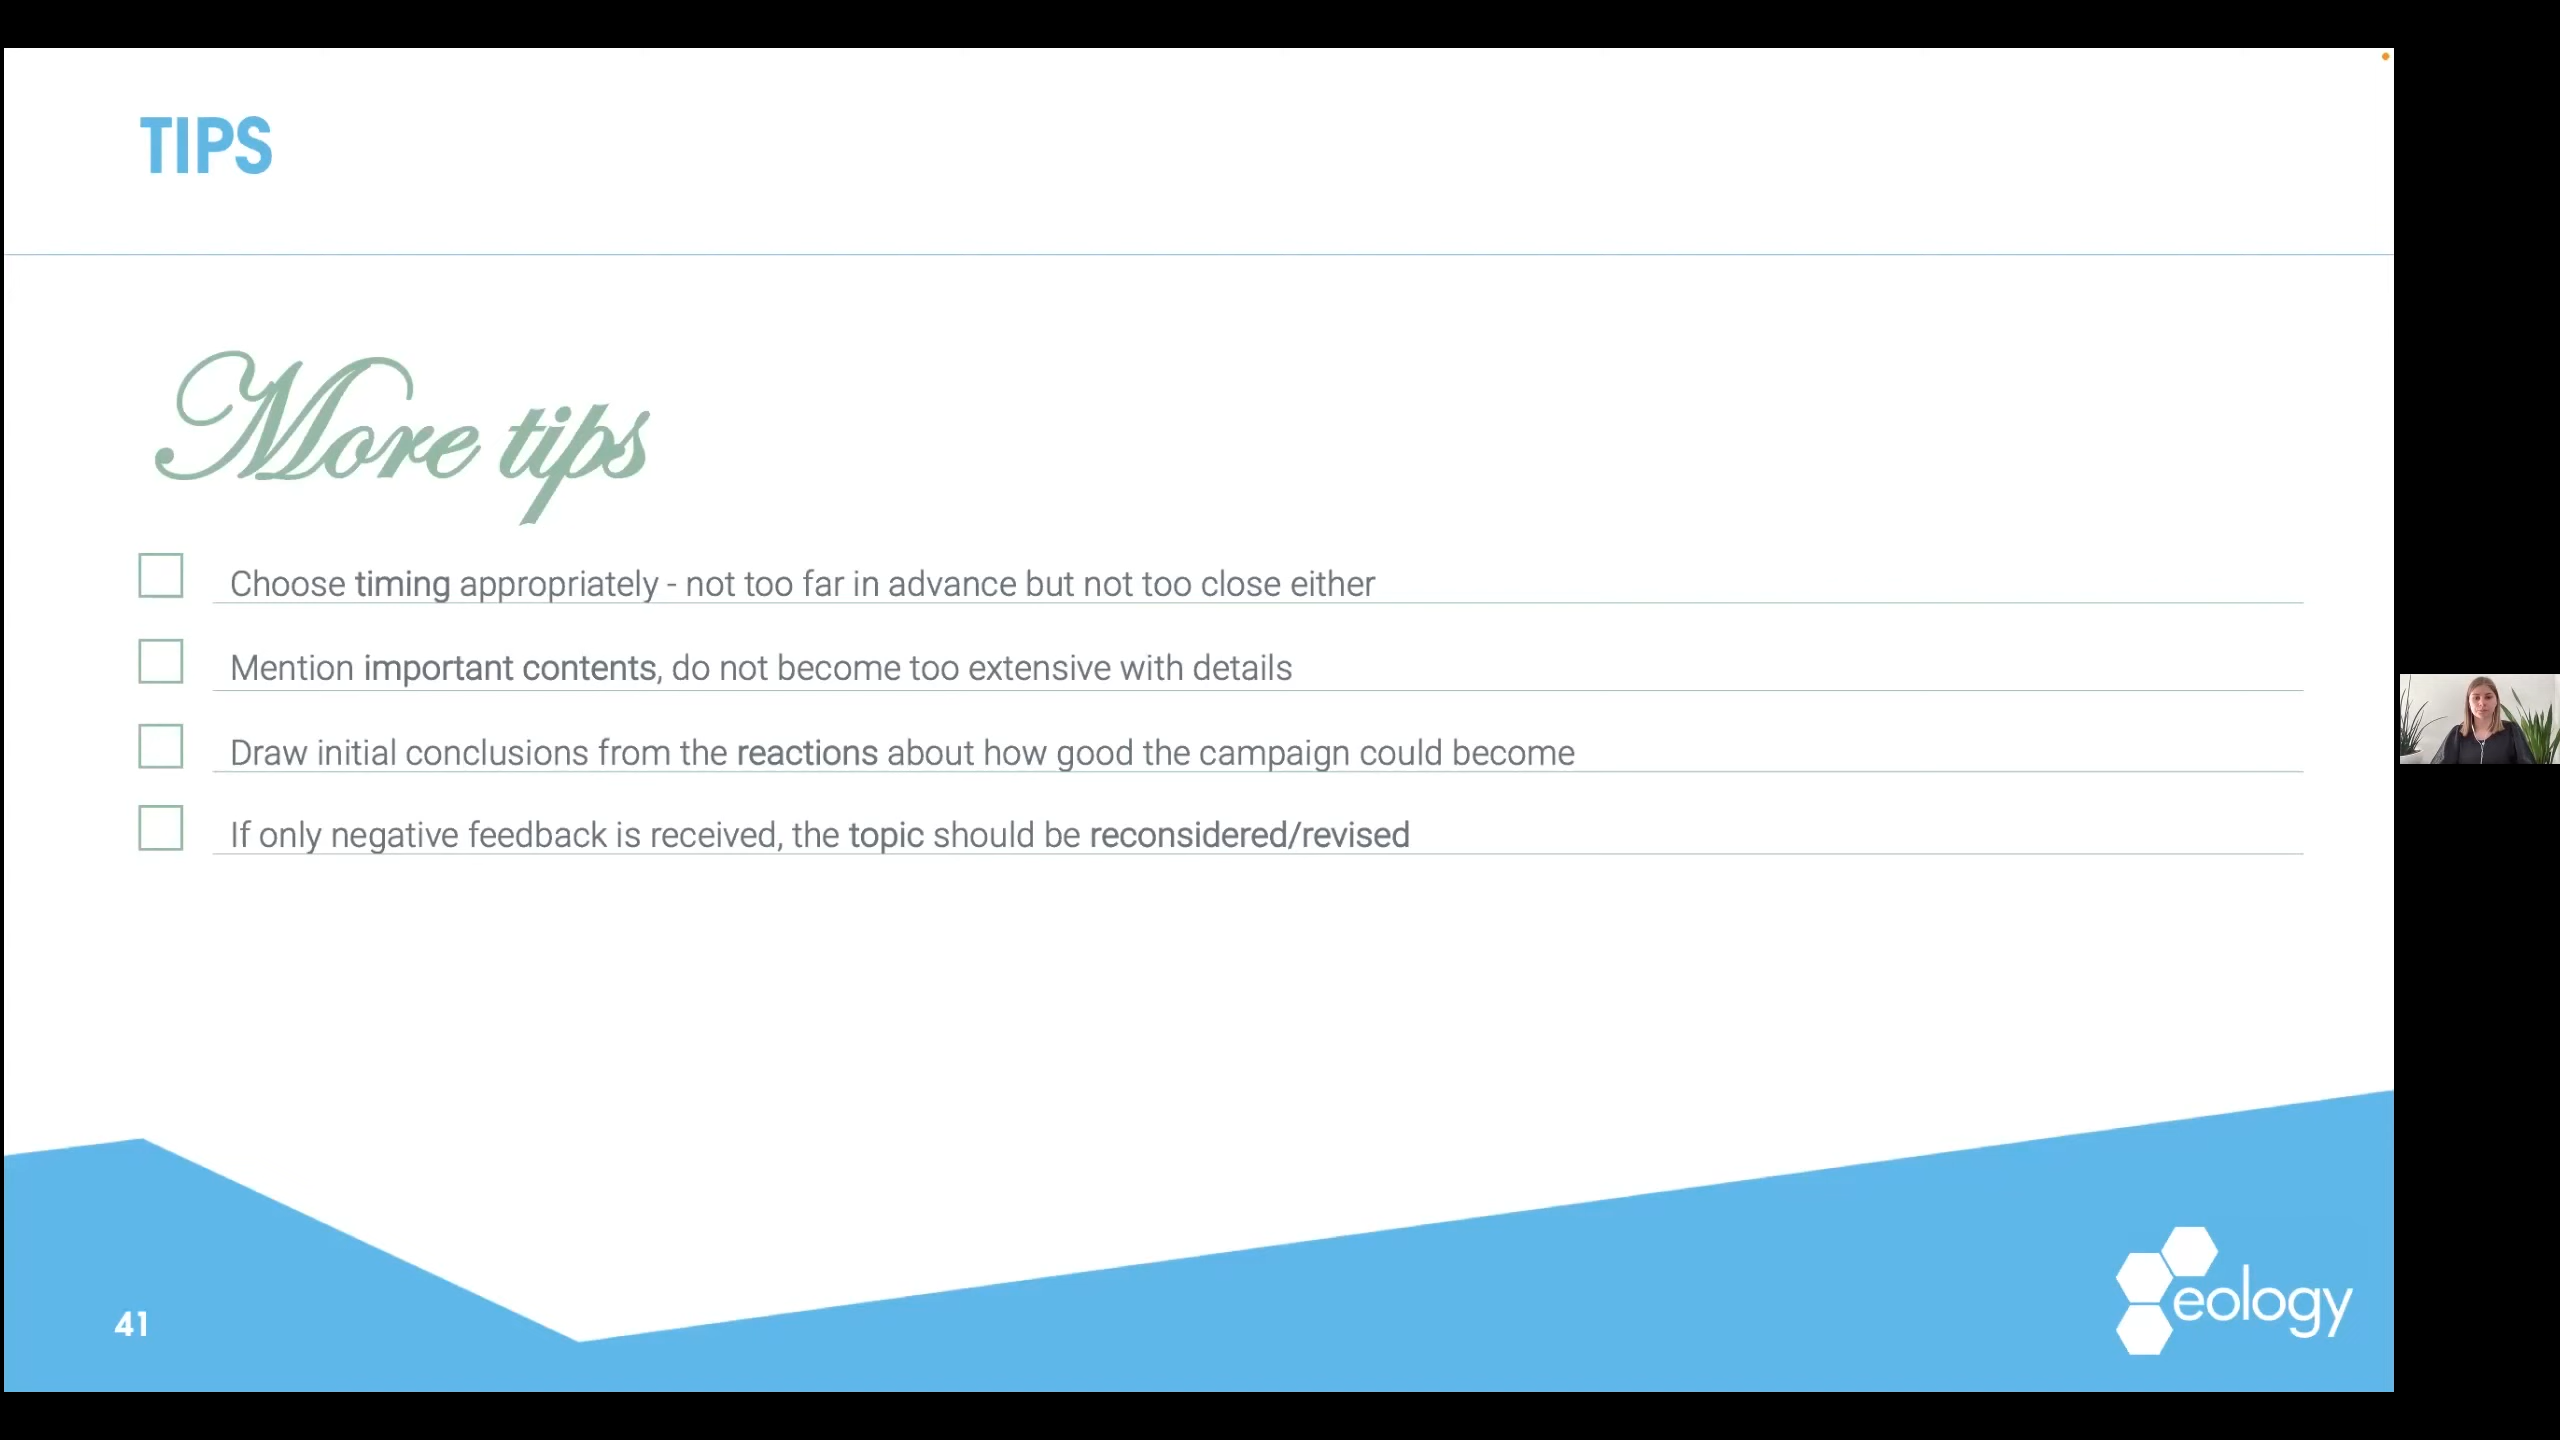 TIPS
More tips
Choose timing appropriately - not too far in advance but not too close either
Mention important contents, do not become too extensive with details
Draw initial conclusions from the reactions about how good the campaign could become
If only negative feedback is received, the topic should be reconsidered/revised
41
eology